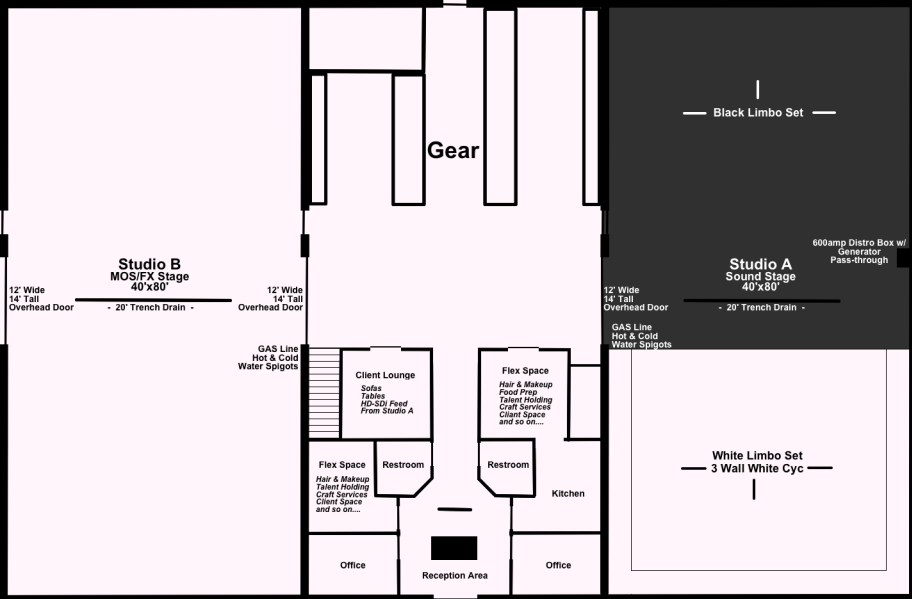 Black Limbo Set
Gear
600amp Distro Box w/
Generator
Pass-through
Studio B
MOS/FX Stage
40'x80'
- 20' Trench Drain -
12' Wide
14' Tall
Overhead Door
12' Wide
14' Tall
Overhead Door
12' Wide
14' Tall
Overhead Door
Studio A
Sound Stage
40'x80'
- 20' Trench Drain -
GAS Line
Hot & Cold
Water Spigots
GAS Line
Hot & Cold
Water Spigots
Client Lounge
Sofas
Tables
HD-SDi Feed
From Studio A
Flex Space
Hair & Makeup
Food Prep
Talent Holding
Craft Services
Cliant Space
and so on....
White Limbo Set
3 Wall White Cyc
Flex Space
Hair & Makeup
Talent Holding
Craft Services
Client Space
and so on....
Restroom
Restroom
Kitchen
Office
Reception Area
Office